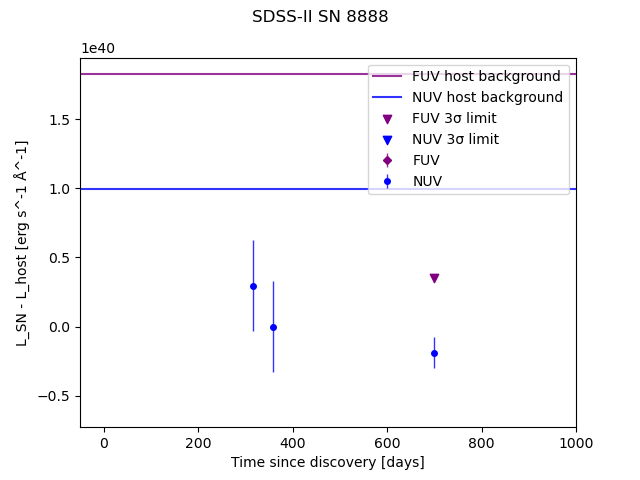 SDSS-II SN 8888
1e40
FUV host background
NUV host background
FUV 3σ limit
NUV 3σ limit
FUV
NUV
1.5
1.0
0.5
0.0
−0.5
L_SN - L_host [erg s^-1 Å^-1]
0 200 400 600 800 1000
Time since discovery [days]